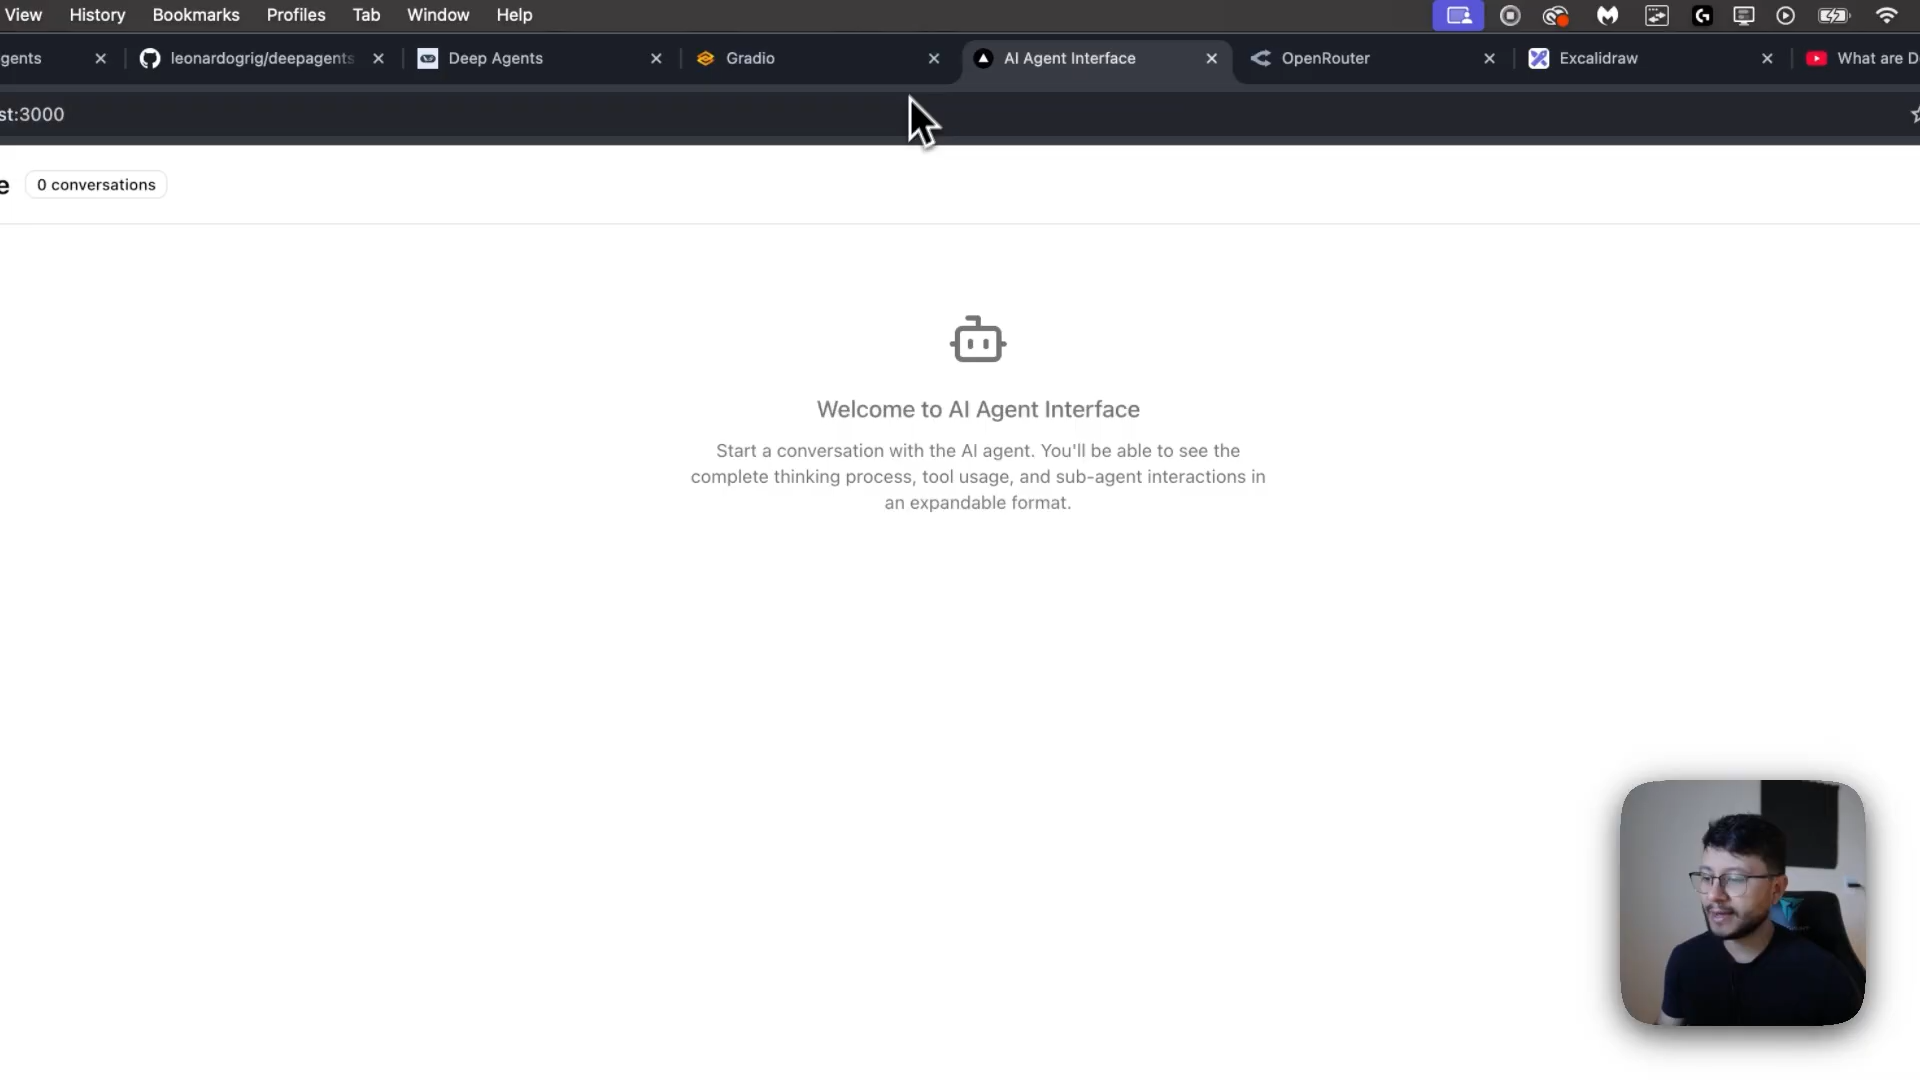 View History Bookmarks Profiles Tab Window Help
gents leonardogrig/deepagents Deep Agents Gradio AI Agent Interface OpenRouter Excalidraw What are D
st:3000
e 0 conversations
Welcome to AI Agent Interface
Start a conversation with the AI agent. You'll be able to see the
complete thinking process, tool usage, and sub-agent interactions in
an expandable format.